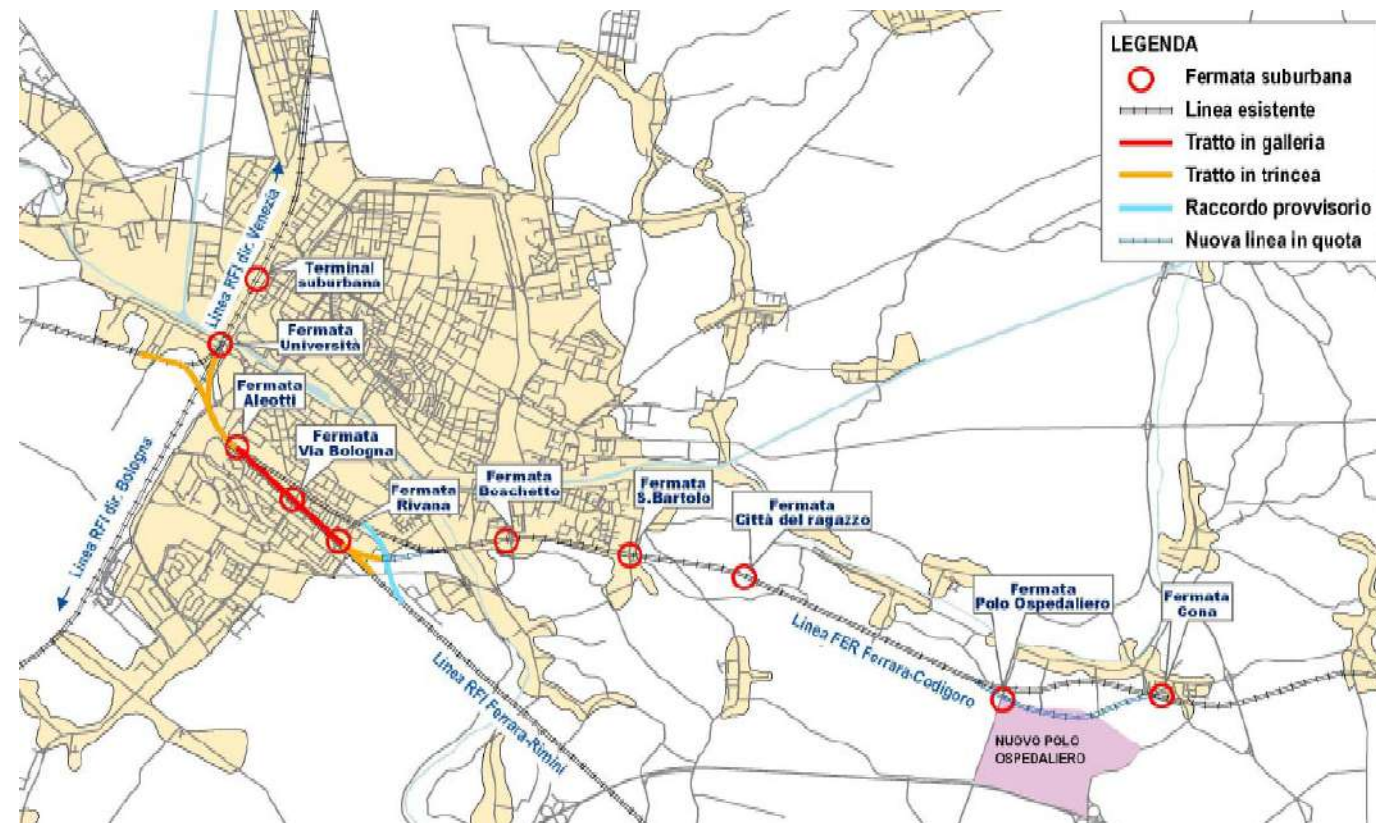 LEGENDA
Fermata suburbana
Linea esistente
Tratto in galleria
Tratto in trincea
Raccordo provvisorio
Nuova linea in quota
Linea RFI dir. Venezia
Terminal
suburbana
Fermata
Università
Fermata
Aleotti
Fermata
Via Bologna
Linea RFI dir. Bologna
Fermata
Rivana
Fermata
Boschetto
Fermata
S.Bartolo
Fermata
Città del ragazzo
Fermata
Polo Ospedaliero
Fermata
Cona
Linea FER Ferrara-Codigoro
Linea RFI Ferrara-Rimini
NUOVO POLO
OSPEDALIERO